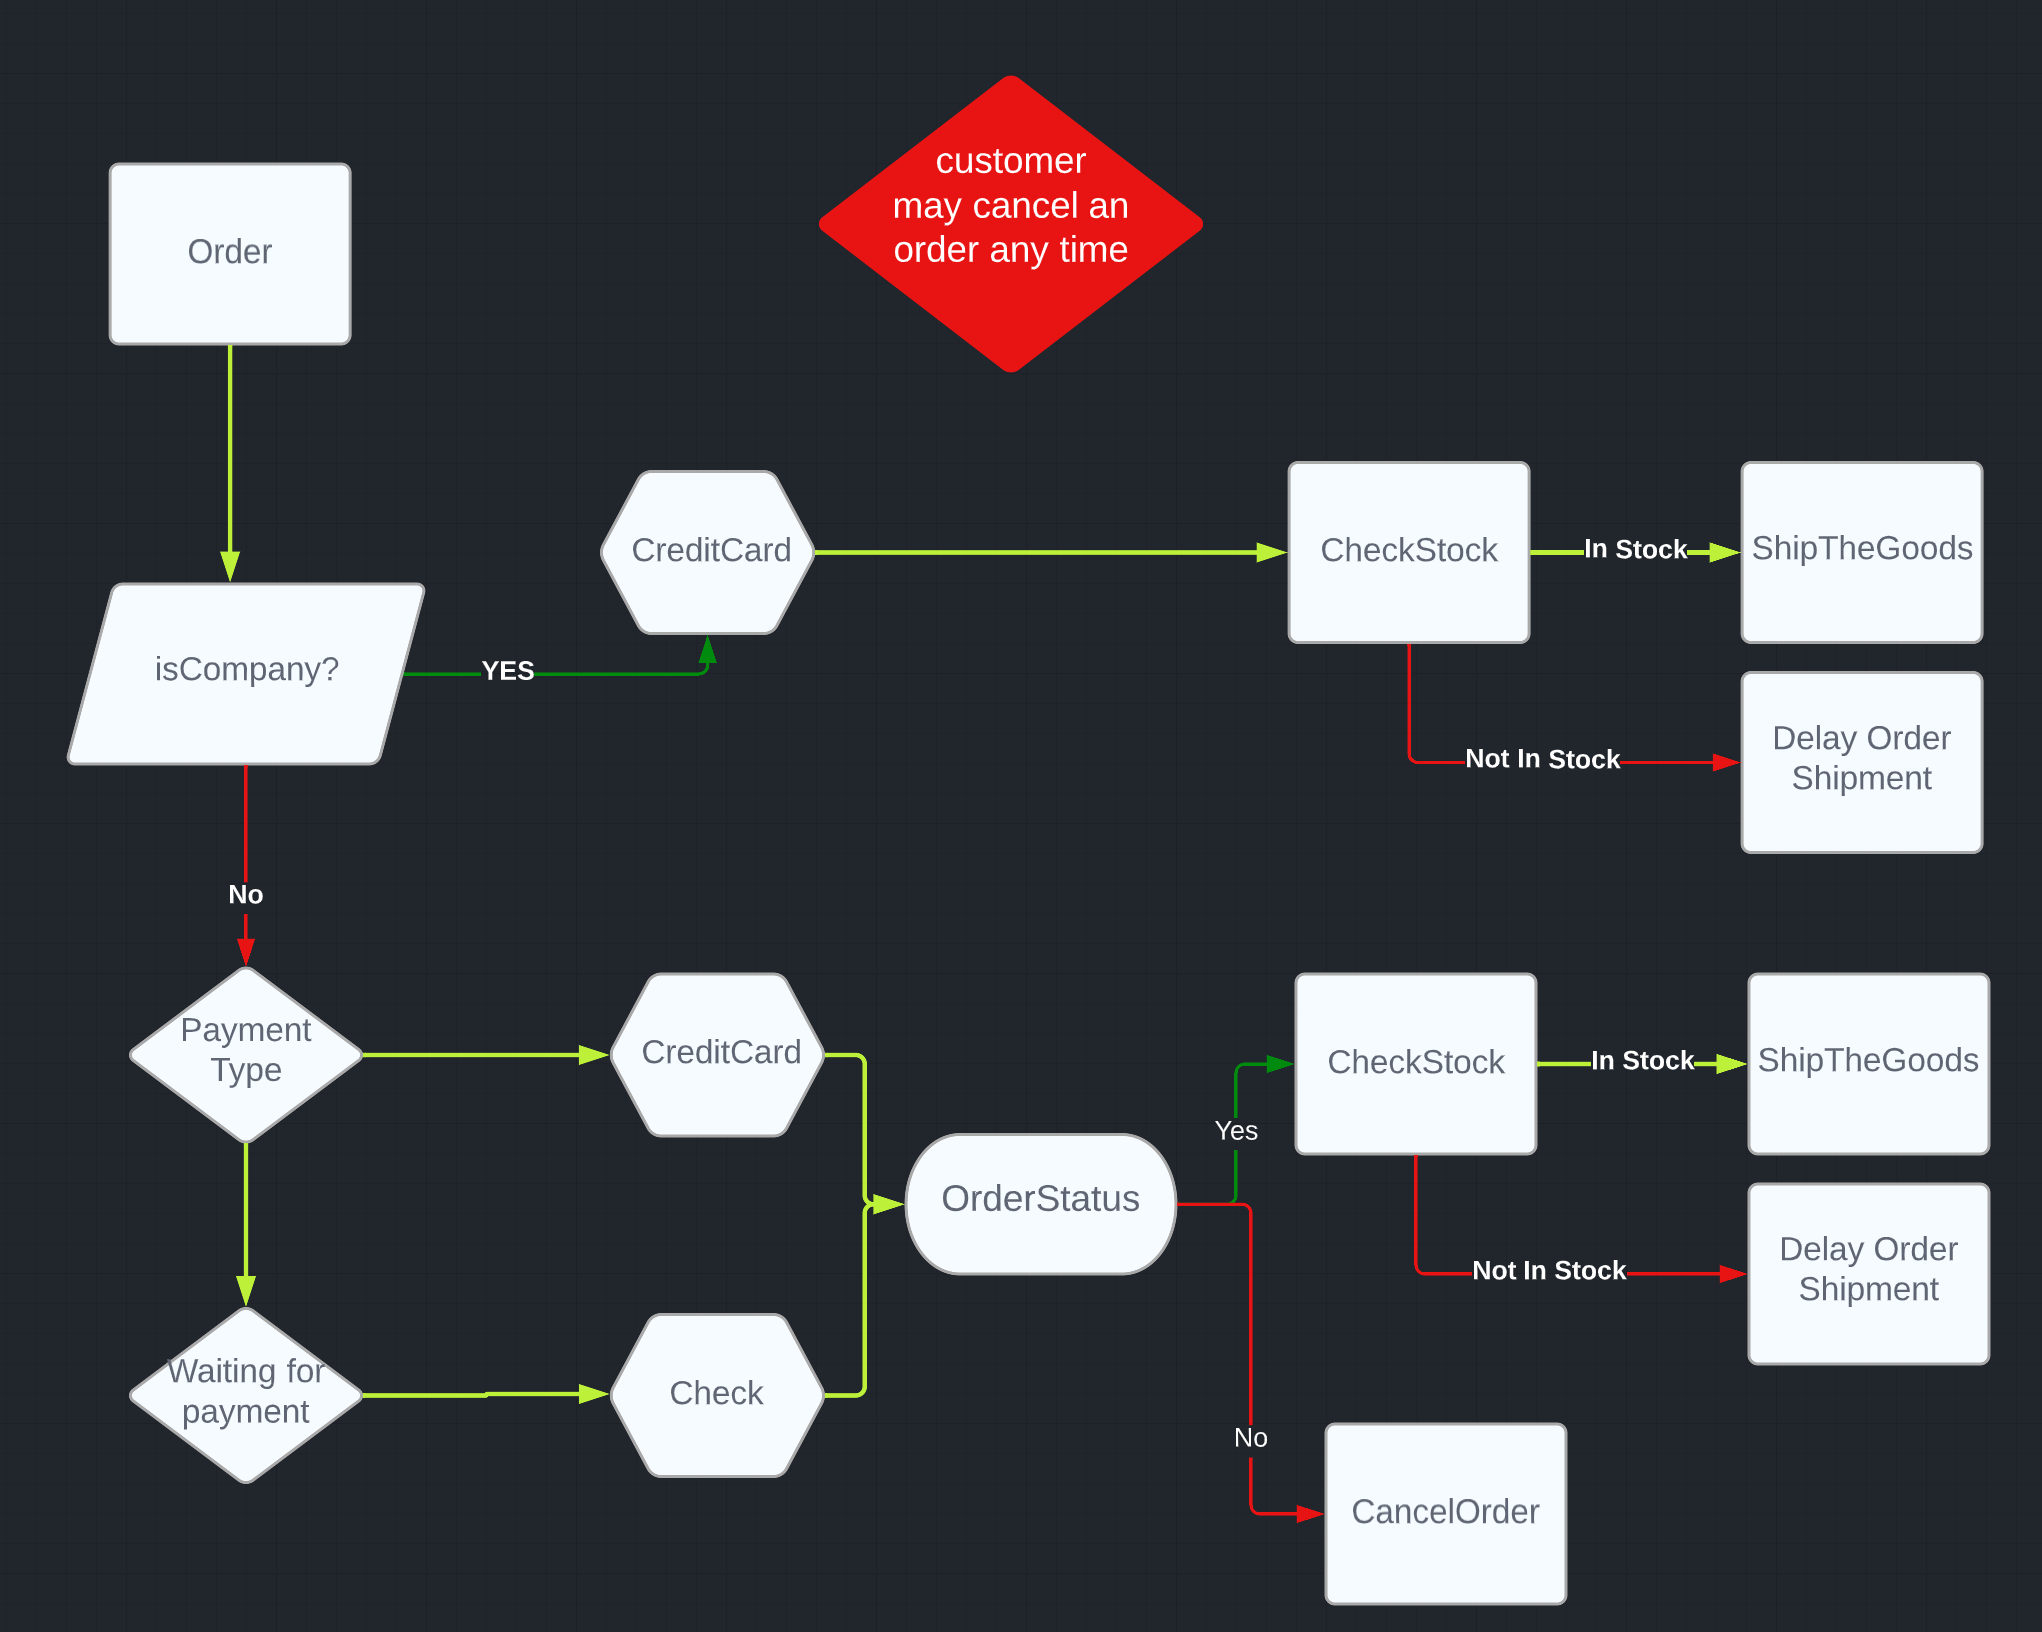 customer
may cancel an
order any time
Order
CreditCard
CheckStock
In Stock
ShipTheGoods
isCompany?
YES
Not In Stock
Delay Order
Shipment
No
Payment
Type
CreditCard
Yes
CheckStock
In Stock
ShipTheGoods
OrderStatus
Not In Stock
Delay Order
Shipment
Waiting for
payment
Check
No
CancelOrder